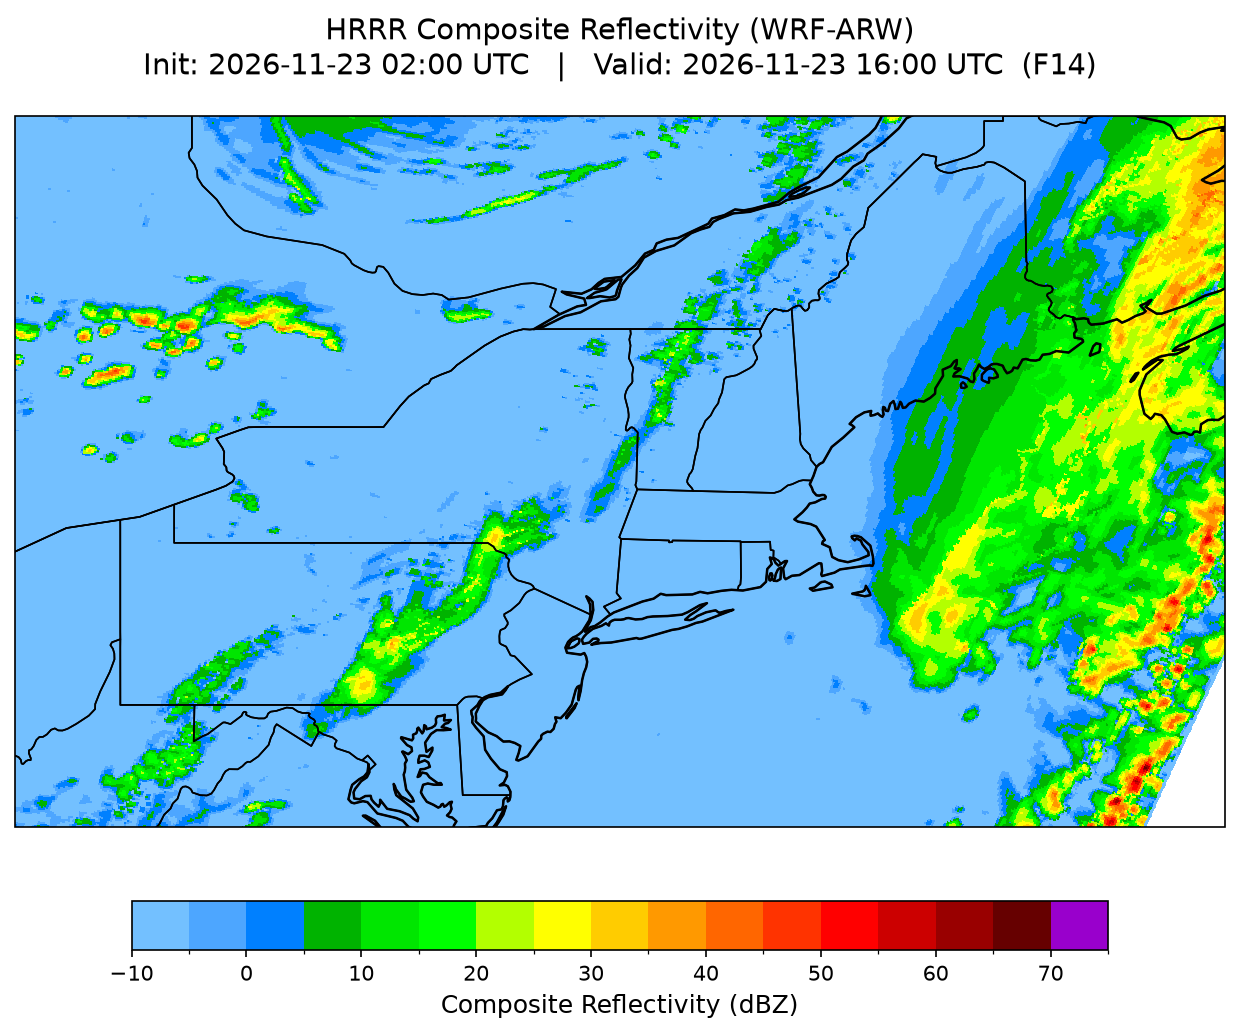 HRRR Composite Reflectivity (WRF-ARW)
Init: 2026-11-23 02:00 UTC   |   Valid: 2026-11-23 16:00 UTC  (F14)
−10 0 10 20 30 40 50 60 70
Composite Reflectivity (dBZ)